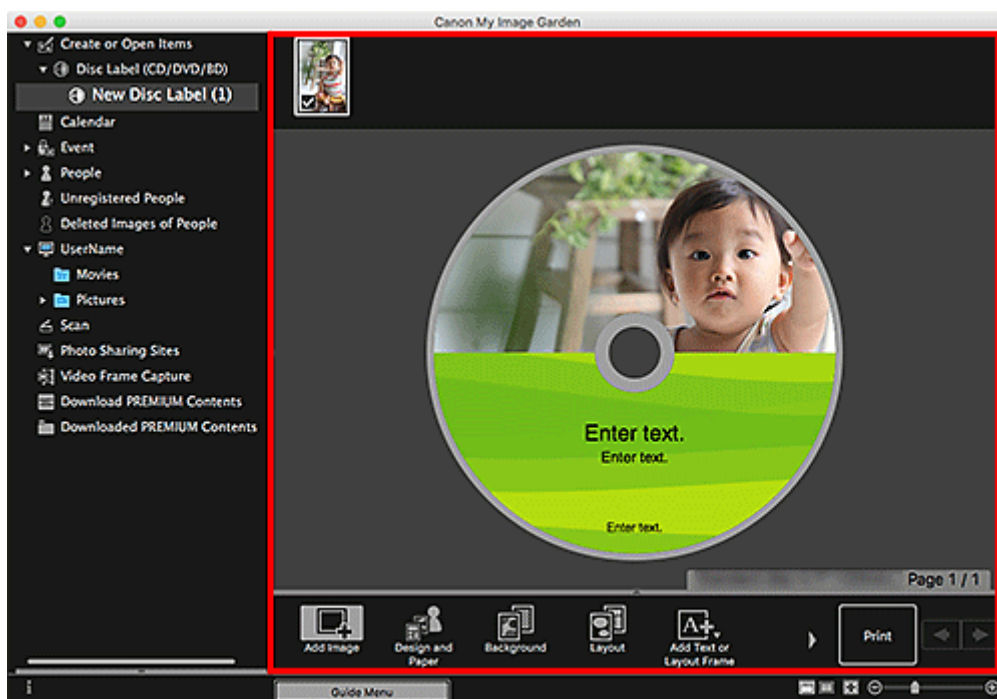 Canon My Image Garden
Create or Open Items
Disc Label (CD/DVD/BD)
New Disc Label (1)
Calendar
Event
People
Unregistered People
Deleted Images of People
UserName
Movies
Pictures
Scan
Photo Sharing Sites
Video Frame Capture
Download PREMIUM Contents
Downloaded PREMIUM Contents
Enter text.
Enter text.
Enter text.
Page 1 / 1
Add Image
Design and
Paper
Background
Layout
Add Text or
Layout Frame
Print
Guide Menu